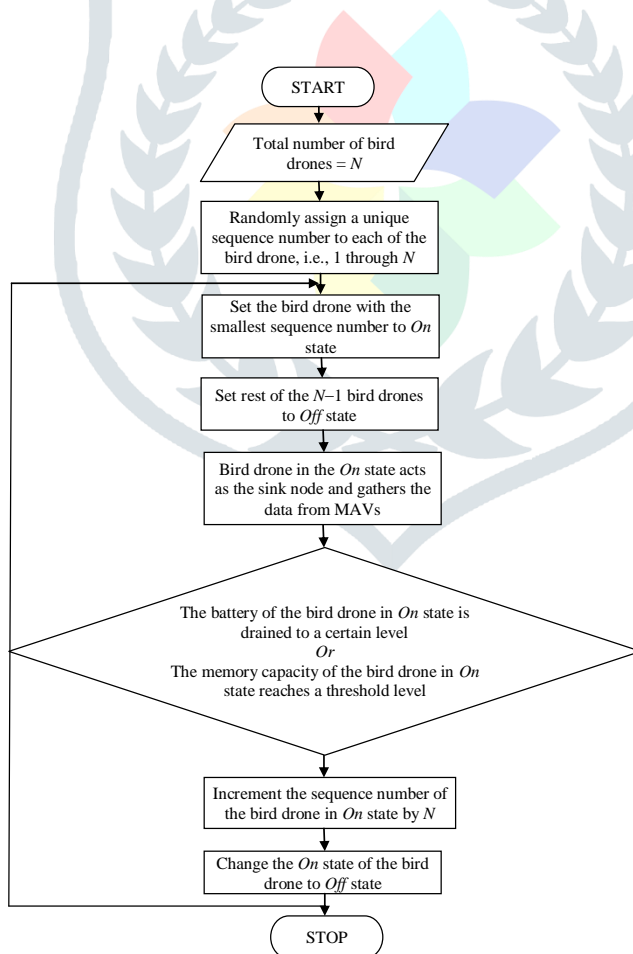 START
Total number of bird
drones = N
Randomly assign a unique
sequence number to each of the
bird drone, i.e., 1 through N
Set the bird drone with the
smallest sequence number to On
state
Set rest of the N−1 bird drones
to Off state
Bird drone in the On state acts
as the sink node and gathers the
data from MAVs
The battery of the bird drone in On state is
drained to a certain level
Or
The memory capacity of the bird drone in On
state reaches a threshold level
Increment the sequence number of
the bird drone in On state by N
Change the On state of the bird
drone to Off state
STOP